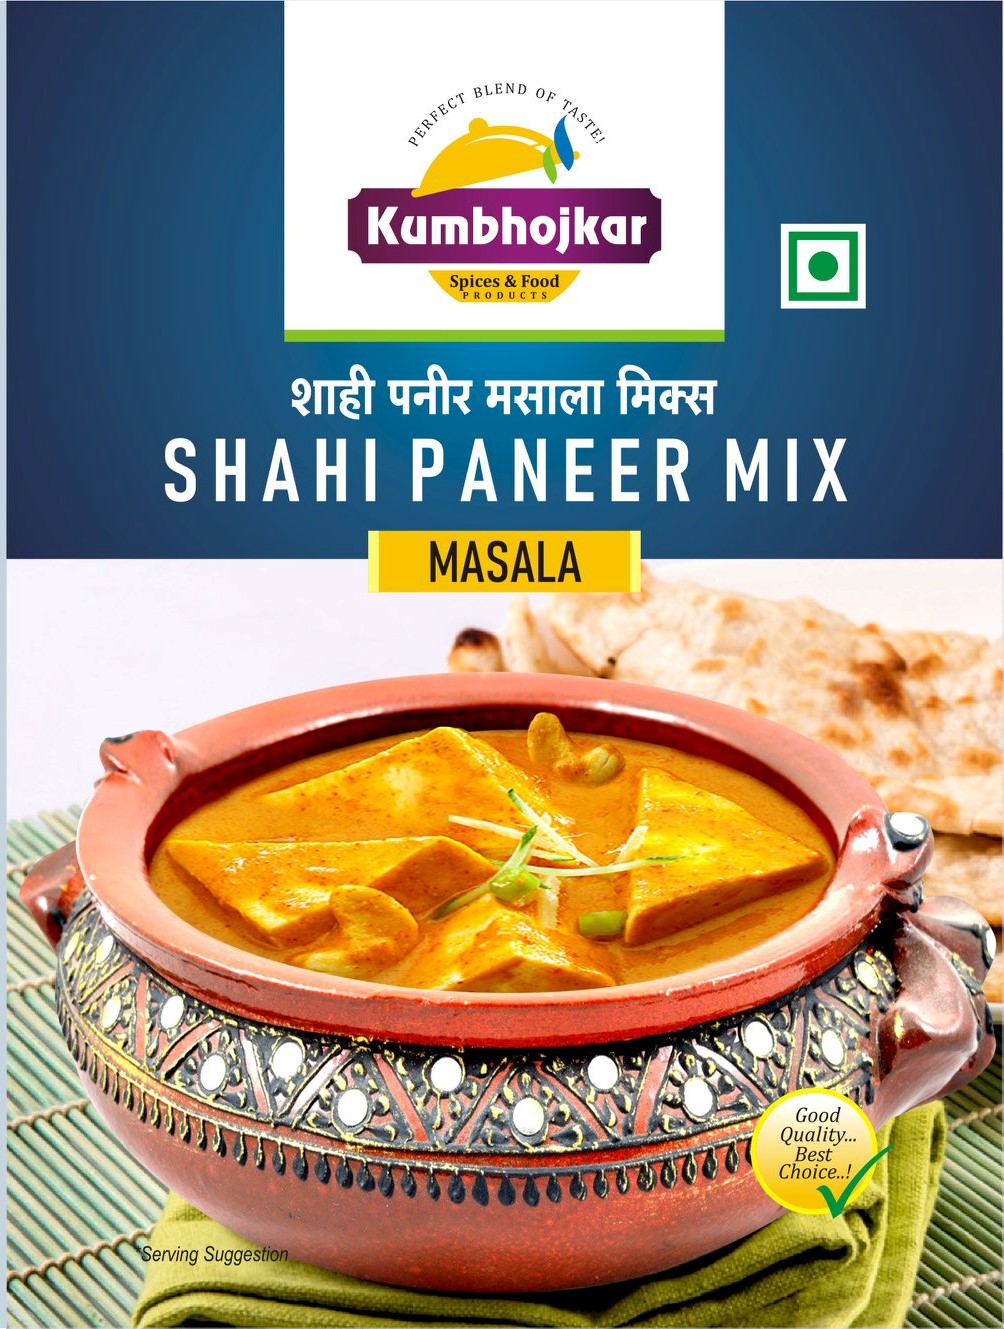 PERFECT BLEND OF TASTE!
Kumbhojkar
Spices & Food
PRODUCTS
शाही पनीर मसाला मिक्स
SHAHI PANEER MIX
MASALA
Good
Quality...
Best
Choice..!
*Serving Suggestion